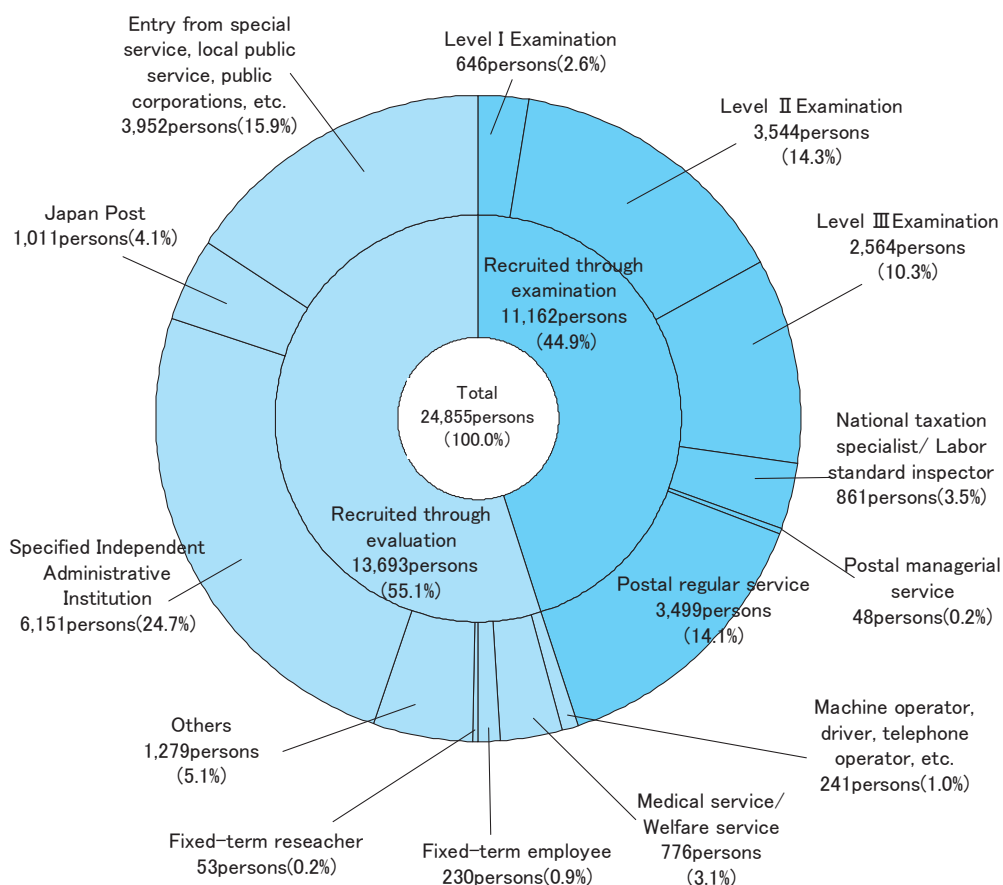 Entry from special
service, local public
service, public
corporations, etc.
3,952persons(15.9%)
Level I Examination
646persons(2.6%)
Level Ⅱ Examination
3,544persons
(14.3%)
Japan Post
1,011persons(4.1%)
Level ⅢExamination
2,564persons
(10.3%)
Recruited through
examination
11,162persons
(44.9%)
Total
24,855persons
(100.0%)
National taxation
specialist/ Labor
standard inspector
861persons(3.5%)
Recruited through
evaluation
13,693persons
(55.1%)
Specified Independent
Administrative
Institution
6,151persons(24.7%)
Postal regular service
3,499persons
(14.1%)
Postal managerial
service
48persons(0.2%)
Others
1,279persons
(5.1%)
Machine operator,
driver, telephone
operator, etc.
241persons(1.0%)
Medical service/
Welfare service
776persons
(3.1%)
Fixed-term reseacher
53persons(0.2%)
Fixed-term employee
230persons(0.9%)